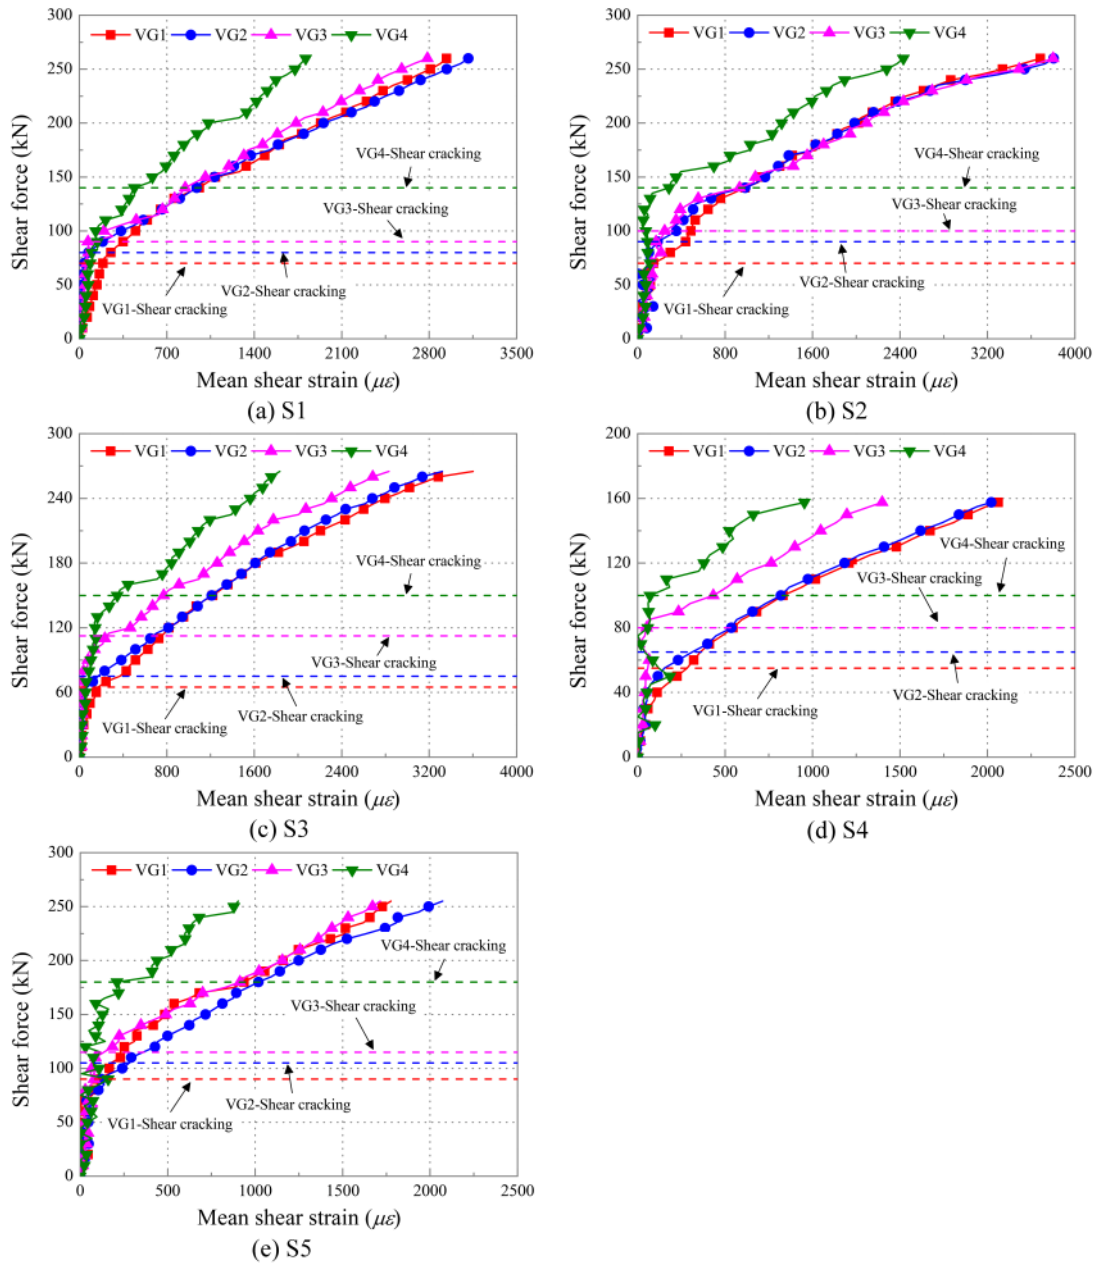 VG1 VG2 VG3 VG4
300
250
200
150
100
50
0
Shear force (kN)
VG4-Shear cracking
VG3-Shear cracking
VG2-Shear cracking
VG1-Shear cracking
0 700 1400 2100 2800 3500
Mean shear strain (με)
(a) S1
VG1 VG2 VG3 VG4
300
250
200
150
100
50
0
Shear force (kN)
VG4-Shear cracking
VG3-Shear cracking
VG2-Shear cracking
VG1-Shear cracking
0 800 1600 2400 3200 4000
Mean shear strain (με)
(b) S2
VG1 VG2 VG3 VG4
300
240
180
120
60
0
Shear force (kN)
VG4-Shear cracking
VG3-Shear cracking
VG2-Shear cracking
VG1-Shear cracking
0 800 1600 2400 3200 4000
Mean shear strain (με)
(c) S3
VG1 VG2 VG3 VG4
200
160
120
80
40
0
Shear force (kN)
VG4-Shear cracking
VG3-Shear cracking
VG2-Shear cracking
VG1-Shear cracking
0 500 1000 1500 2000 2500
Mean shear strain (με)
(d) S4
VG1 VG2 VG3 VG4
300
250
200
150
100
50
0
Shear force (kN)
VG4-Shear cracking
VG3-Shear cracking
VG2-Shear cracking
VG1-Shear cracking
0 500 1000 1500 2000 2500
Mean shear strain (με)
(e) S5